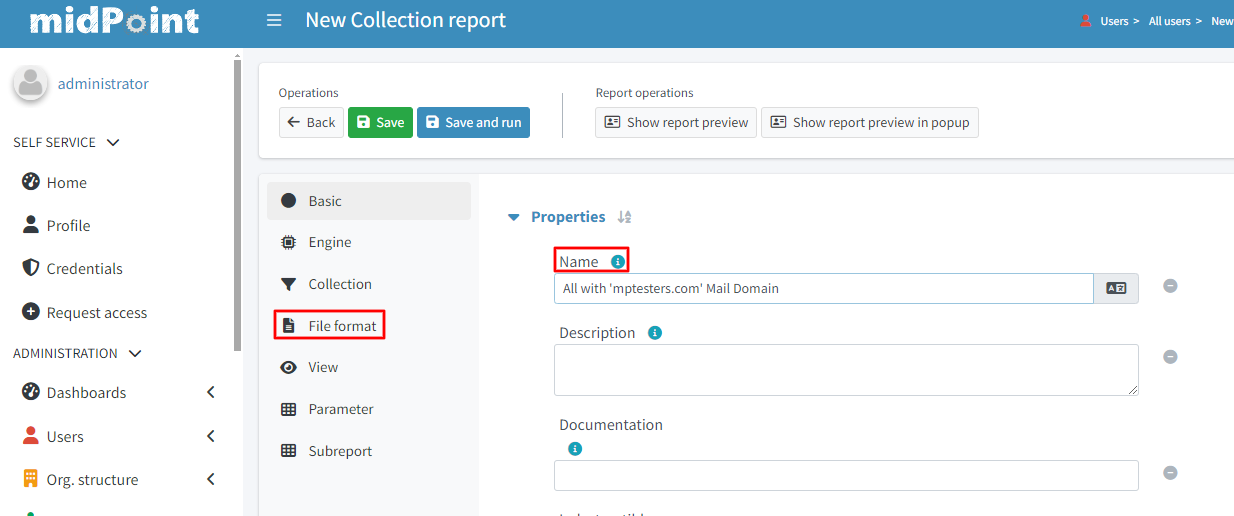 midPoint
New Collection report
Users > All users > New
administrator
SELF SERVICE
Home
Profile
Credentials
Request access
ADMINISTRATION
Dashboards
Users
Org. structure
Operations
Back
Save
Save and run
Report operations
Show report preview
Show report preview in popup
Basic
Engine
Collection
File format
View
Parameter
Subreport
Properties
Name
All with 'mptesters.com' Mail Domain
Description
Documentation